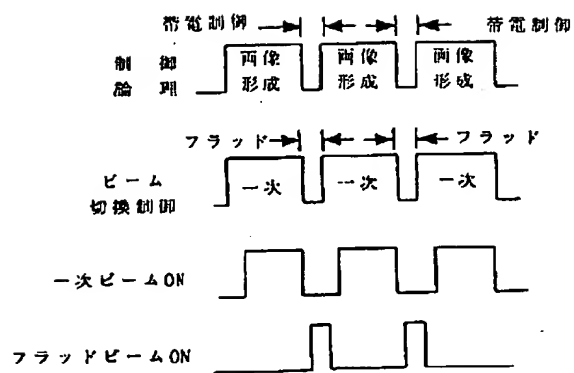 帯電制御 帯電制御
制御 画像 画像 画像
論理 形成 形成 形成
フラッド フラッド
ビーム 一次 一次 一次
切換制御
一次ビームON
フラッドビームON